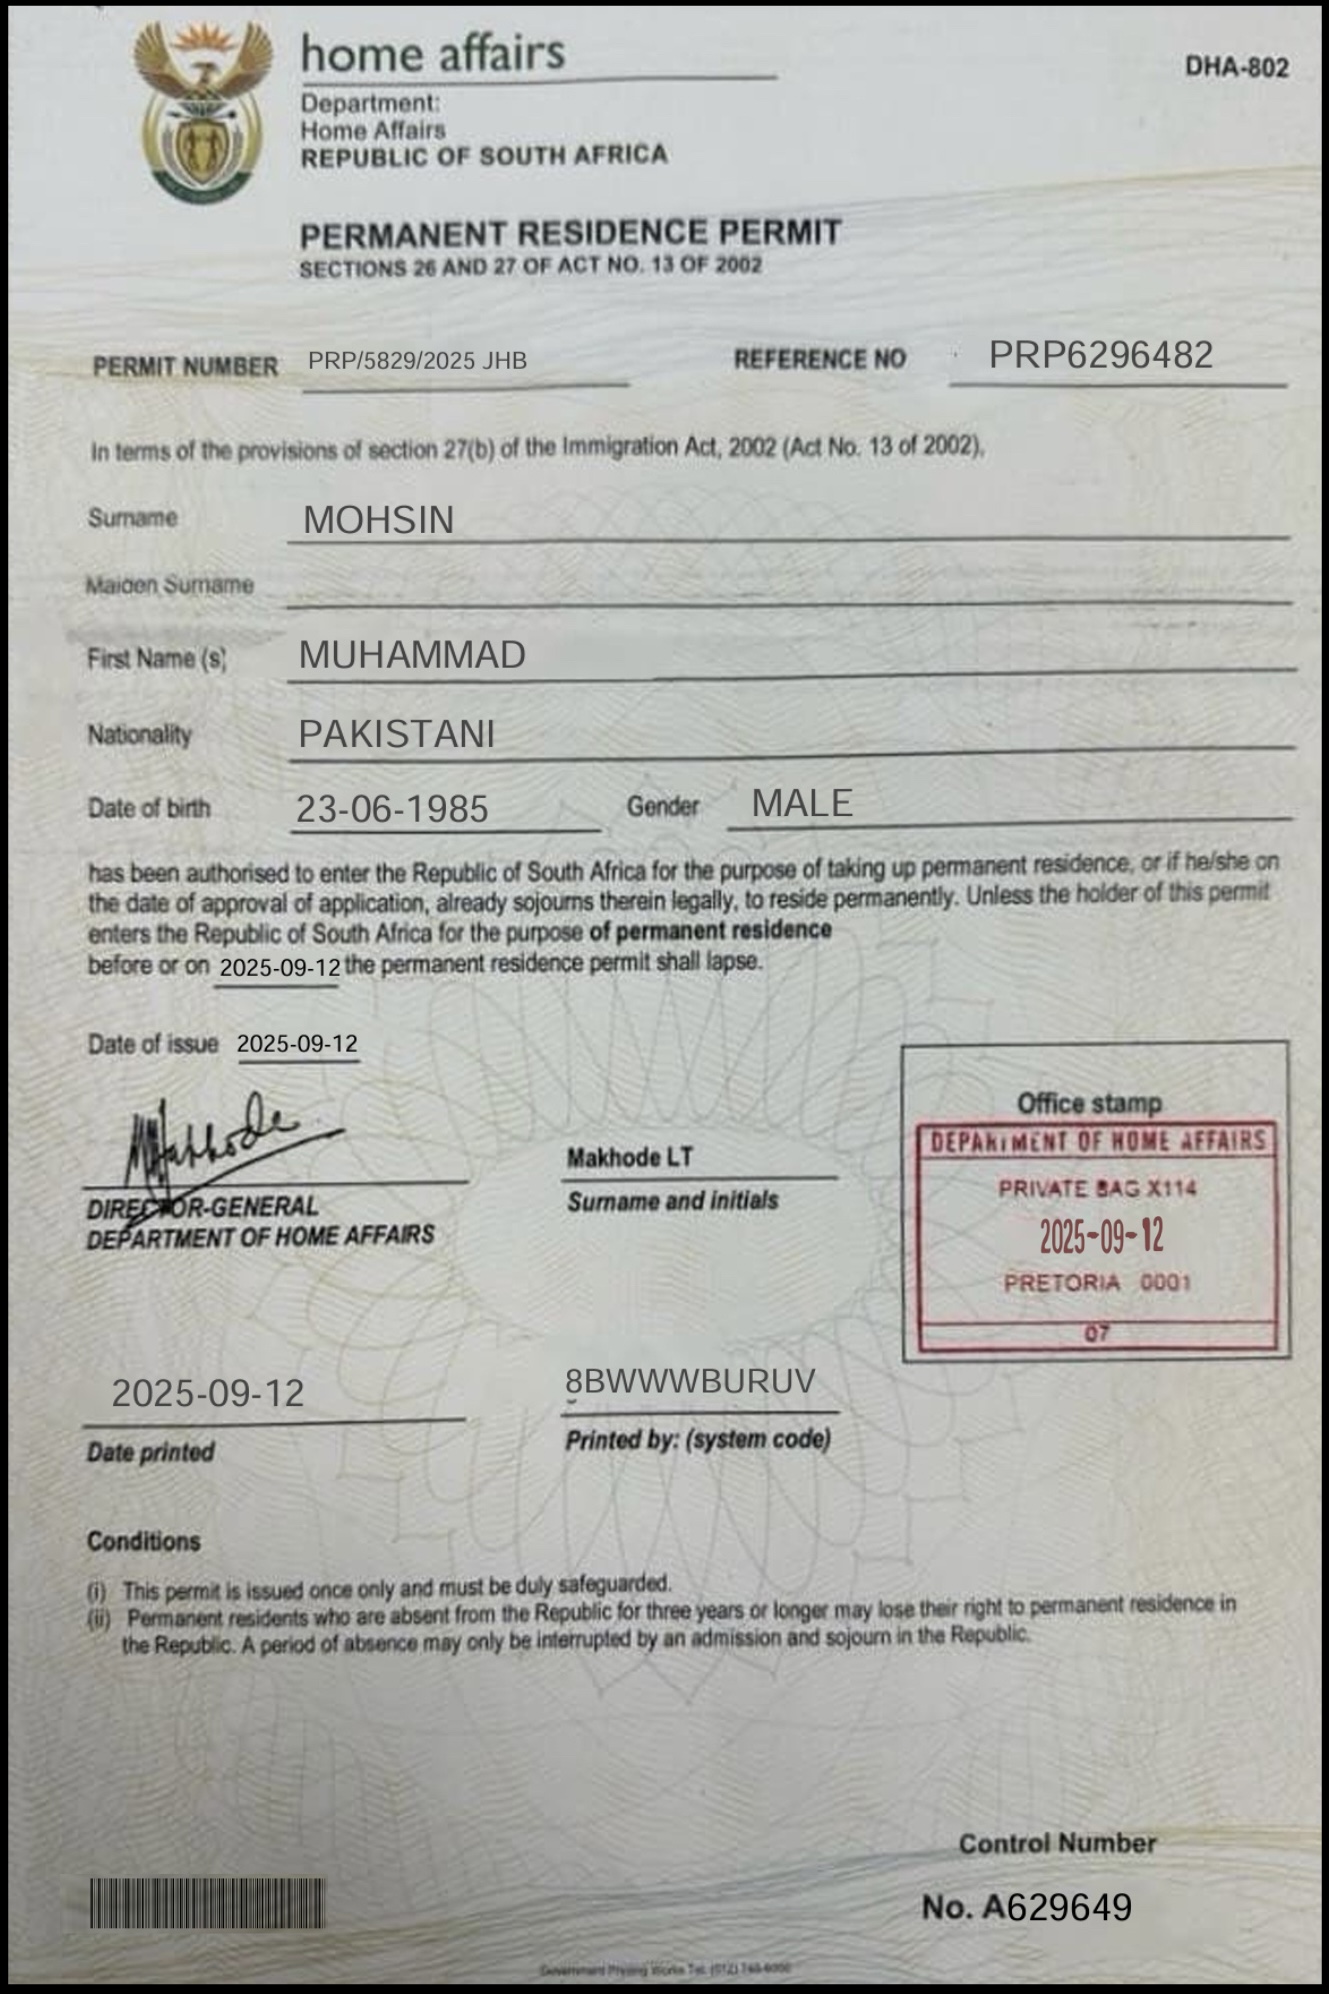 home affairs
DHA-802
Department:
Home Affairs
REPUBLIC OF SOUTH AFRICA
PERMANENT RESIDENCE PERMIT
SECTIONS 26 AND 27 OF ACT NO. 13 OF 2002
PERMIT NUMBER PRP/5829/2025 JHB REFERENCE NO PRP6296482
In terms of the provisions of section 27(b) of the Immigration Act, 2002 (Act No. 13 of 2002),
Surname MOHSIN
Maiden Surname
First Name (s) MUHAMMAD
Nationality PAKISTANI
Date of birth 23-06-1985 Gender MALE
has been authorised to enter the Republic of South Africa for the purpose of taking up permanent residence, or if he/she on
the date of approval of application, already sojourns therein legally, to reside permanently. Unless the holder of this permit
enters the Republic of South Africa for the purpose of permanent residence
before or on 2025-09-12 the permanent residence permit shall lapse.
Date of issue 2025-09-12
Office stamp
DEPARTMENT OF HOME AFFAIRS
PRIVATE BAG X114
2025-09-12
PRETORIA 0001
07
Makhode
DIRECTOR-GENERAL
DEPARTMENT OF HOME AFFAIRS
Makhode LT
Surname and initials
2025-09-12
Date printed
8BWWWBURUV
Printed by: (system code)
Conditions
(i) This permit is issued once only and must be duly safeguarded.
(ii) Permanent residents who are absent from the Republic for three years or longer may lose their right to permanent residence in
the Republic. A period of absence may only be interrupted by an admission and sojourn in the Republic.
Control Number
No. A629649
Government Printing Works Tel: (012)